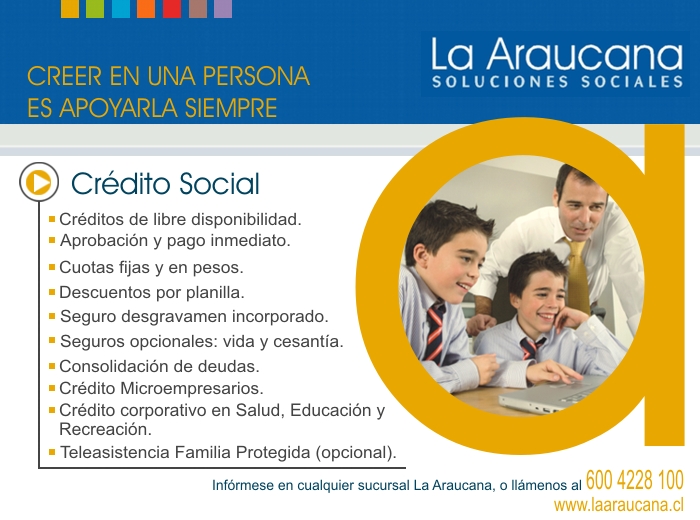 CREER EN UNA PERSONA
ES APOYARLA SIEMPRE
La Araucana
SOLUCIONES SOCIALES
Crédito Social
Créditos de libre disponibilidad.
Aprobación y pago inmediato.
Cuotas fijas y en pesos.
Descuentos por planilla.
Seguro desgravamen incorporado.
Seguros opcionales: vida y cesantía.
Consolidación de deudas.
Crédito Microempresarios.
Crédito corporativo en Salud, Educación y
Recreación.
Teleasistencia Familia Protegida (opcional).
Infórmese en cualquier sucursal La Araucana, o llámenos al 600 4228 100
www.laaraucana.cl